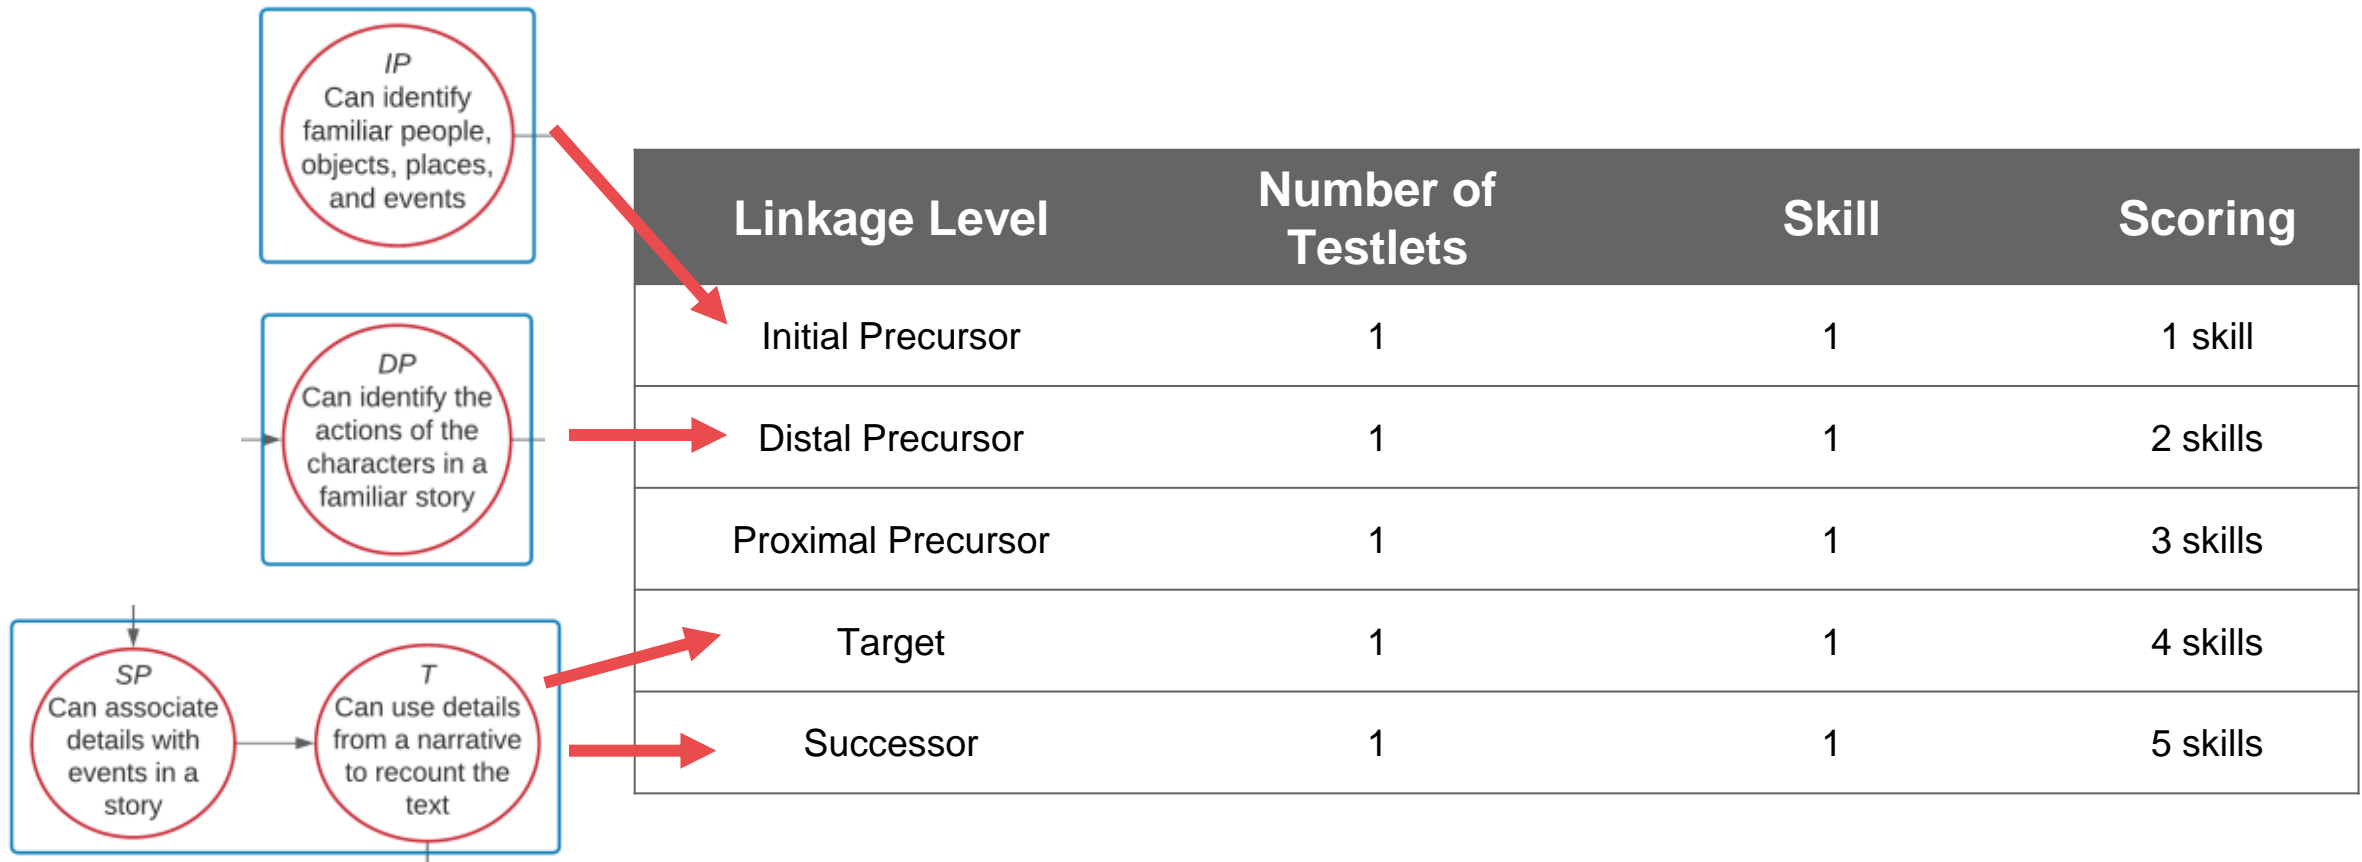 IP
Can identify
familiar people,
objects, places,
and events
DP
Can identify the
actions of the
characters in a
familiar story
SP
Can associate
details with
events in a
story
T
Can use details
from a narrative
to recount the
text
Linkage Level
Number of
Testlets
Skill
Scoring
Initial Precursor 1 1 1 skill
Distal Precursor 1 1 2 skills
Proximal Precursor 1 1 3 skills
Target 1 1 4 skills
Successor 1 1 5 skills